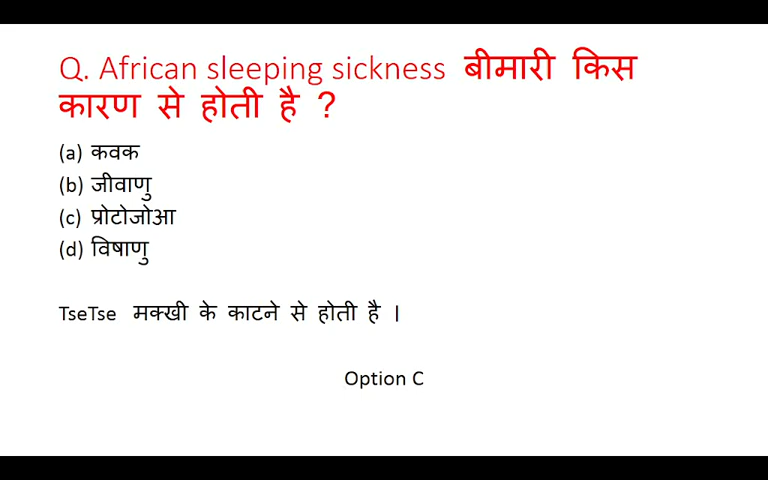 Q. African sleeping sickness बीमारी किस
कारण से होती है ?
(a) कवक
(b) जीवाणु
(c) प्रोटोजोआ
(d) विषाणु
TseTse मक्खी के काटने से होती है ।
Option C